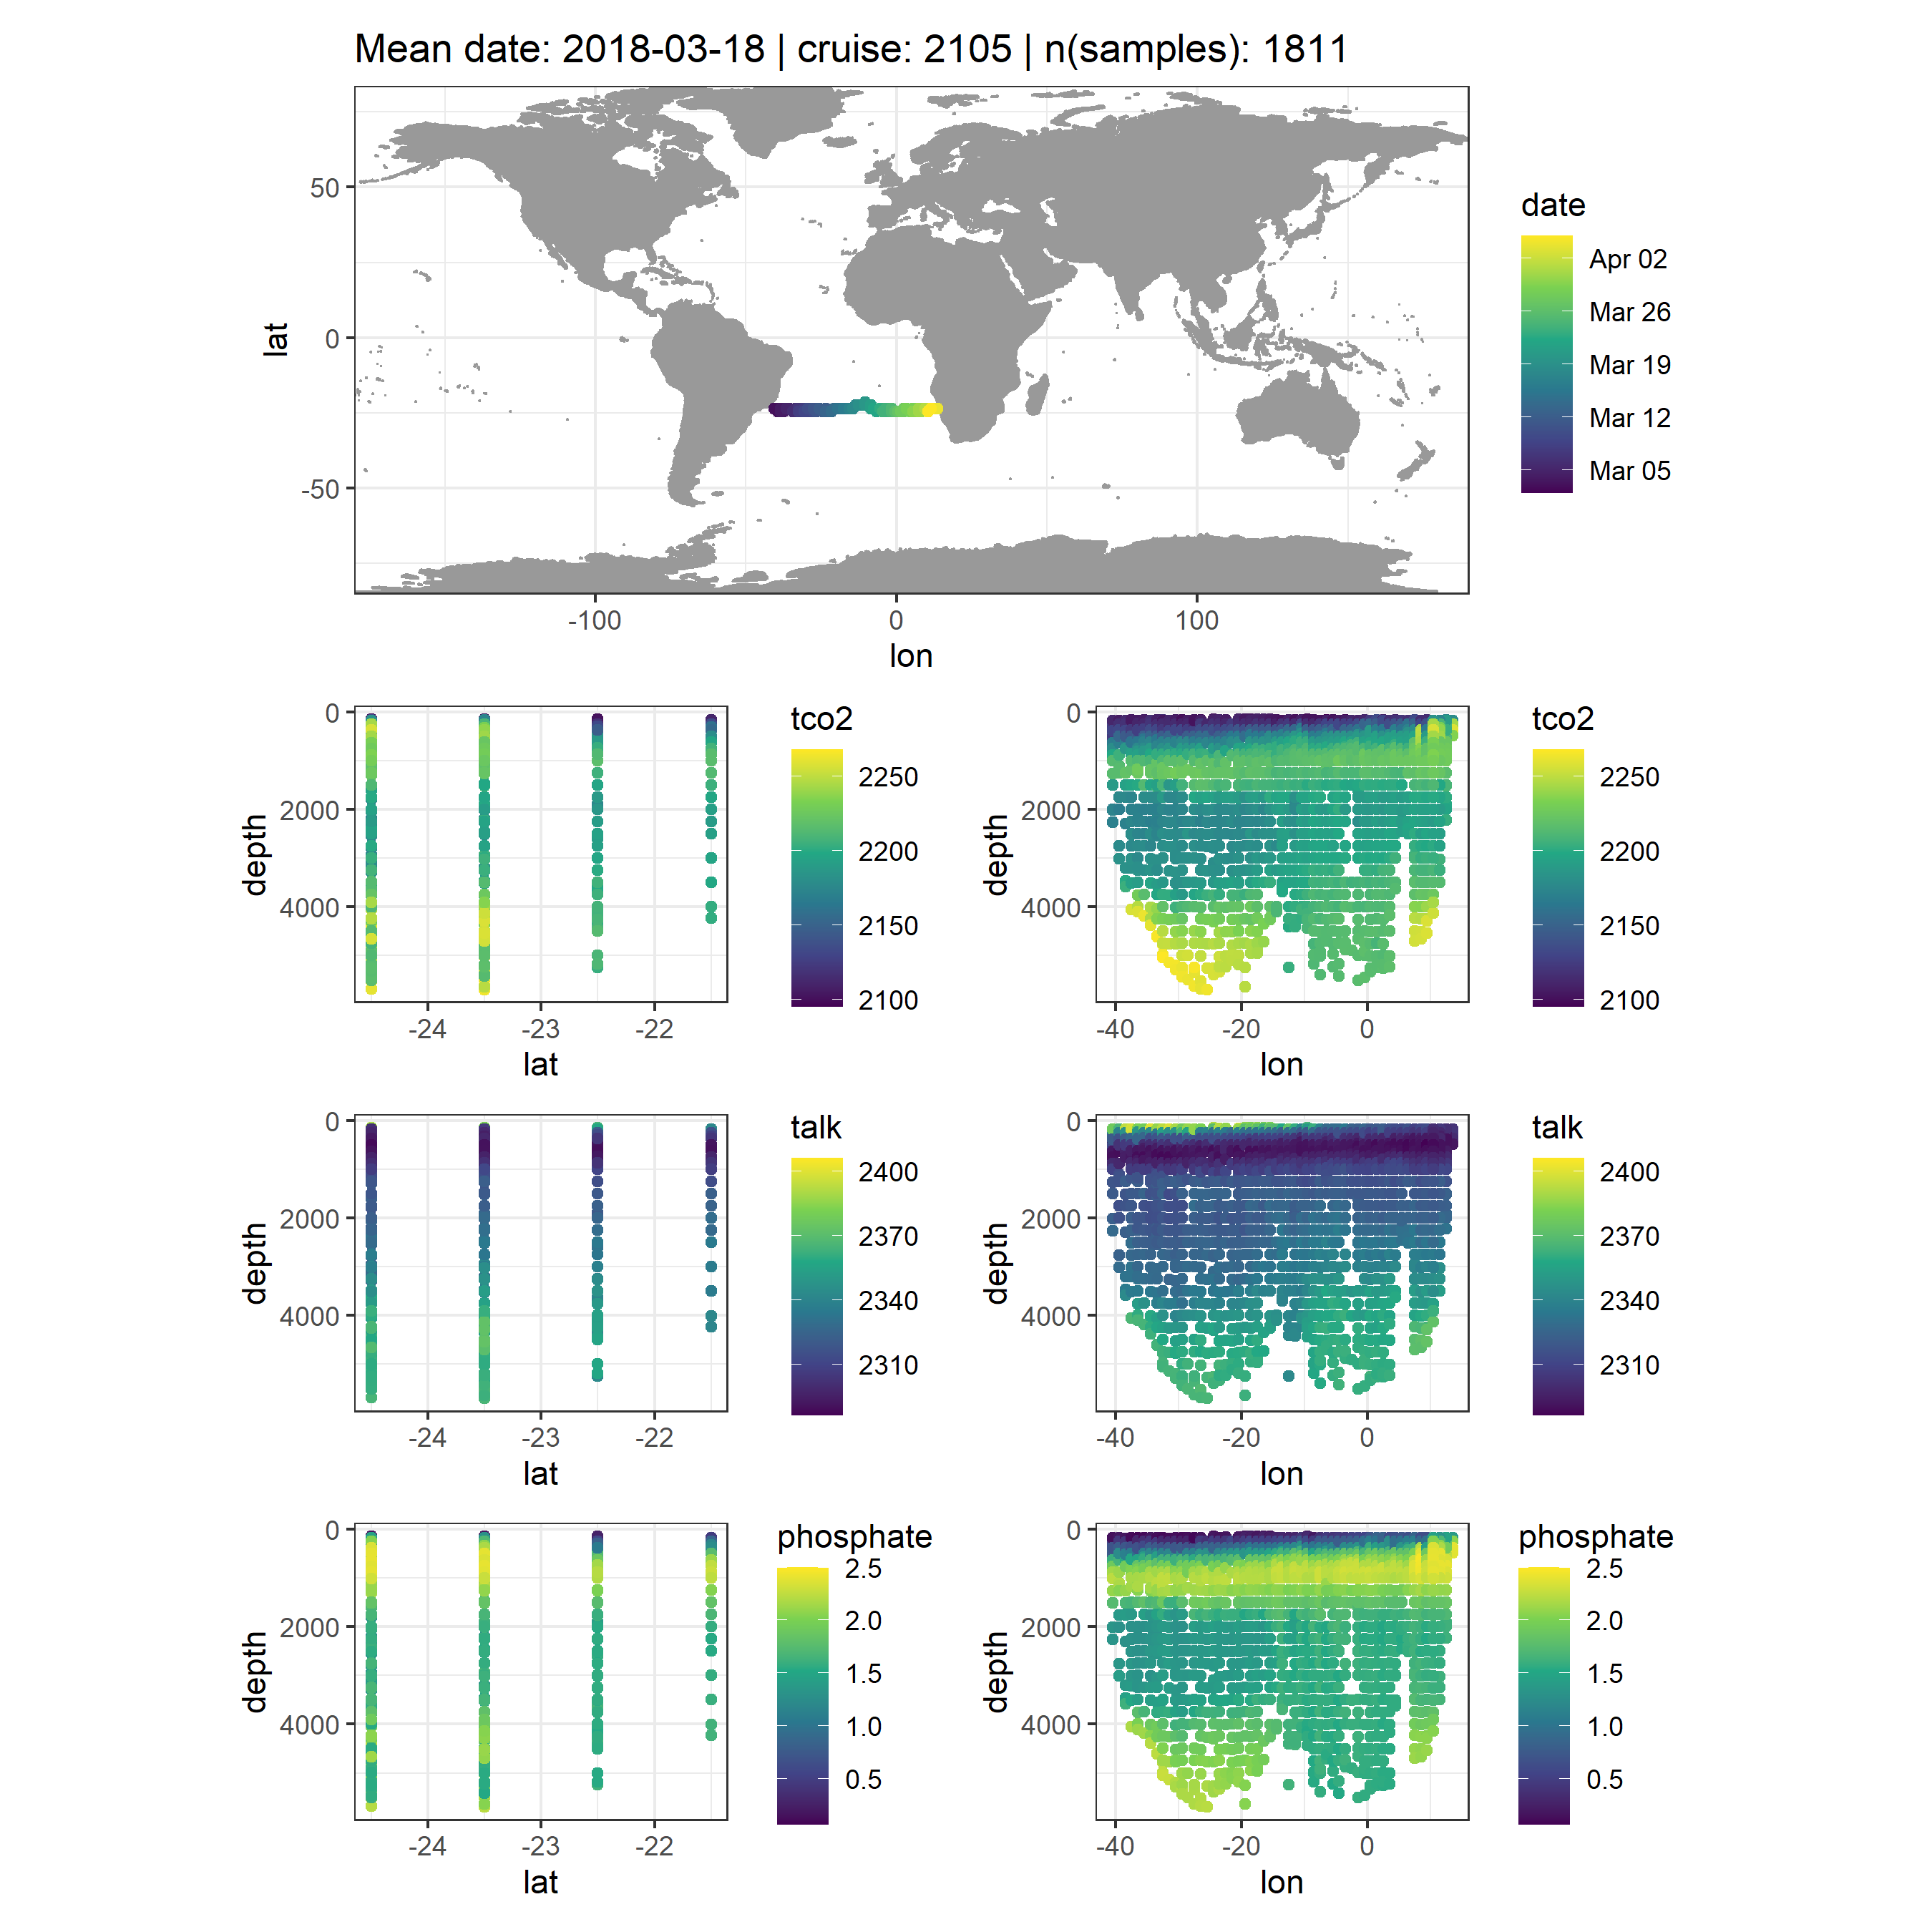 Mean date: 2018-03-18 | cruise: 2105 | n(samples): 1811
lat
50
0
-50
-100 0 100
lon
date
Apr 02
Mar 26
Mar 19
Mar 12
Mar 05
depth
0
2000
4000
-24 -23 -22
lat
tco2
2250
2200
2150
2100
depth
0
2000
4000
-40 -20 0
lon
tco2
2250
2200
2150
2100
depth
0
2000
4000
-24 -23 -22
lat
talk
2400
2370
2340
2310
depth
0
2000
4000
-40 -20 0
lon
talk
2400
2370
2340
2310
depth
0
2000
4000
-24 -23 -22
lat
phosphate
2.5
2.0
1.5
1.0
0.5
depth
0
2000
4000
-40 -20 0
lon
phosphate
2.5
2.0
1.5
1.0
0.5